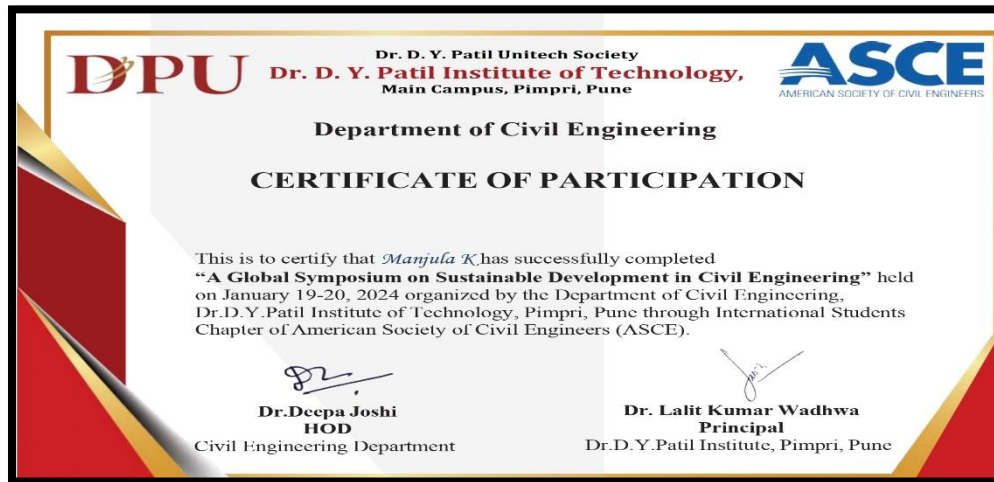 DPU
Dr. D. Y. Patil Unitech Society
Dr. D. Y. Patil Institute of Technology,
Main Campus, Pimpri, Pune
ASCE
AMERICAN SOCIETY OF CIVIL ENGINEERS
Department of Civil Engineering
CERTIFICATE OF PARTICIPATION
This is to certify that Manjula K has successfully completed
“A Global Symposium on Sustainable Development in Civil Engineering” held
on January 19-20, 2024 organized by the Department of Civil Engineering,
Dr.D.Y.Patil Institute of Technology, Pimpri, Pune through International Students
Chapter of American Society of Civil Engineers (ASCE).
Dr.Deepa Joshi
HOD
Civil Engineering Department
Dr. Lalit Kumar Wadhwa
Principal
Dr.D.Y.Patil Institute, Pimpri, Pune